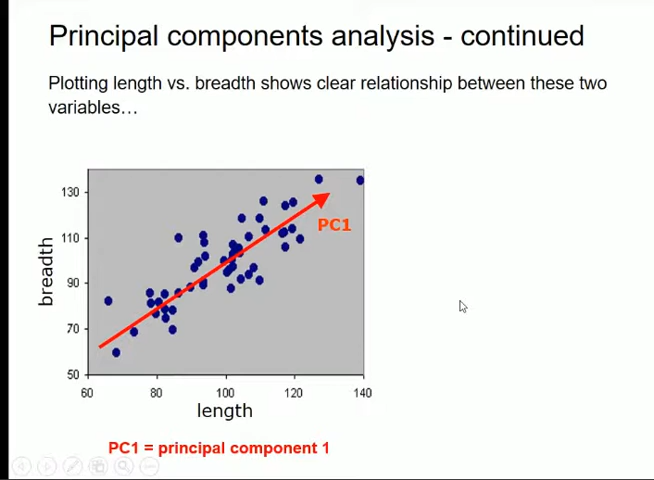 Principal components analysis - continued
Plotting length vs. breadth shows clear relationship between these two
variables…
130
110
90
70
50
breadth
PC1
60
80
100
120
140
length
PC1 = principal component 1